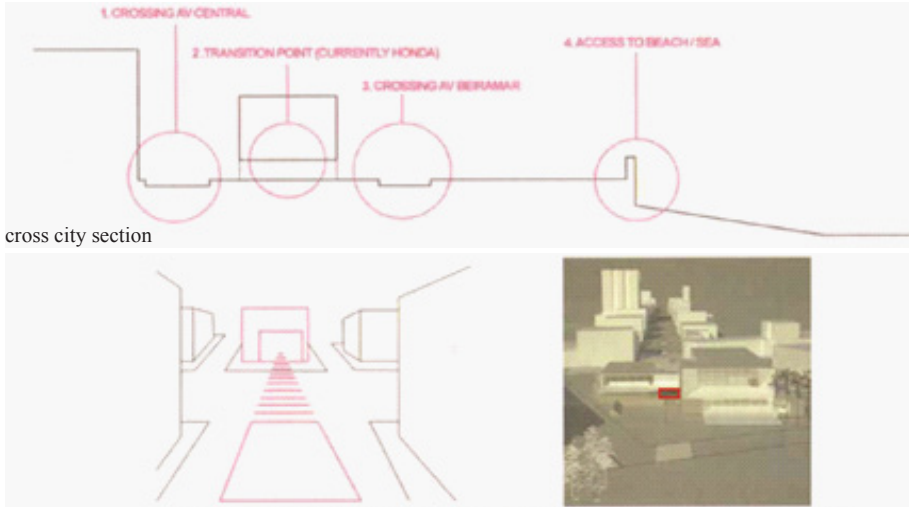 1. CROSSING AV CENTRAL
2. TRANSITION POINT (CURRENTLY HONDA)
3. CROSSING AV BEIRAMAR
4. ACCESS TO BEACH / SEA
cross city section